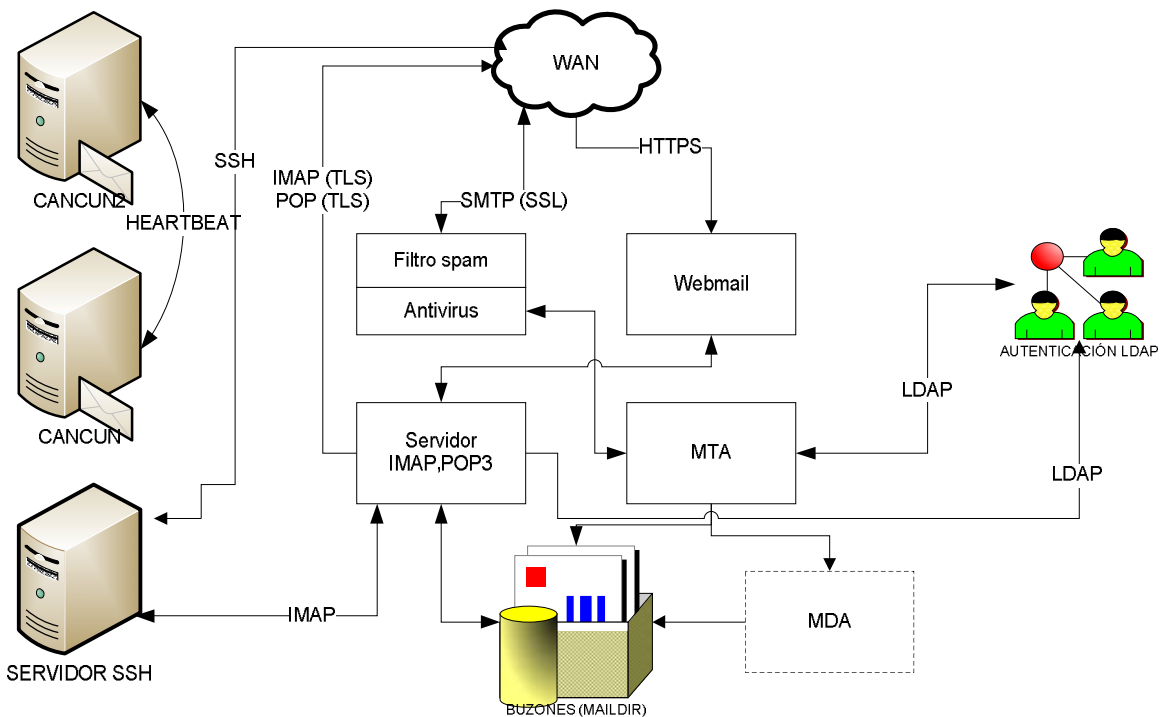 WAN
HTTPS
SSH
IMAP (TLS)
POP (TLS)
SMTP (SSL)
CANCUN2
HEARTBEAT
Filtro spam
Antivirus
Webmail
AUTENTICACIÓN LDAP
LDAP
CANCUN
Servidor
IMAP,POP3
MTA
LDAP
IMAP
MDA
SERVIDOR SSH
BUZONES (MAILDIR)